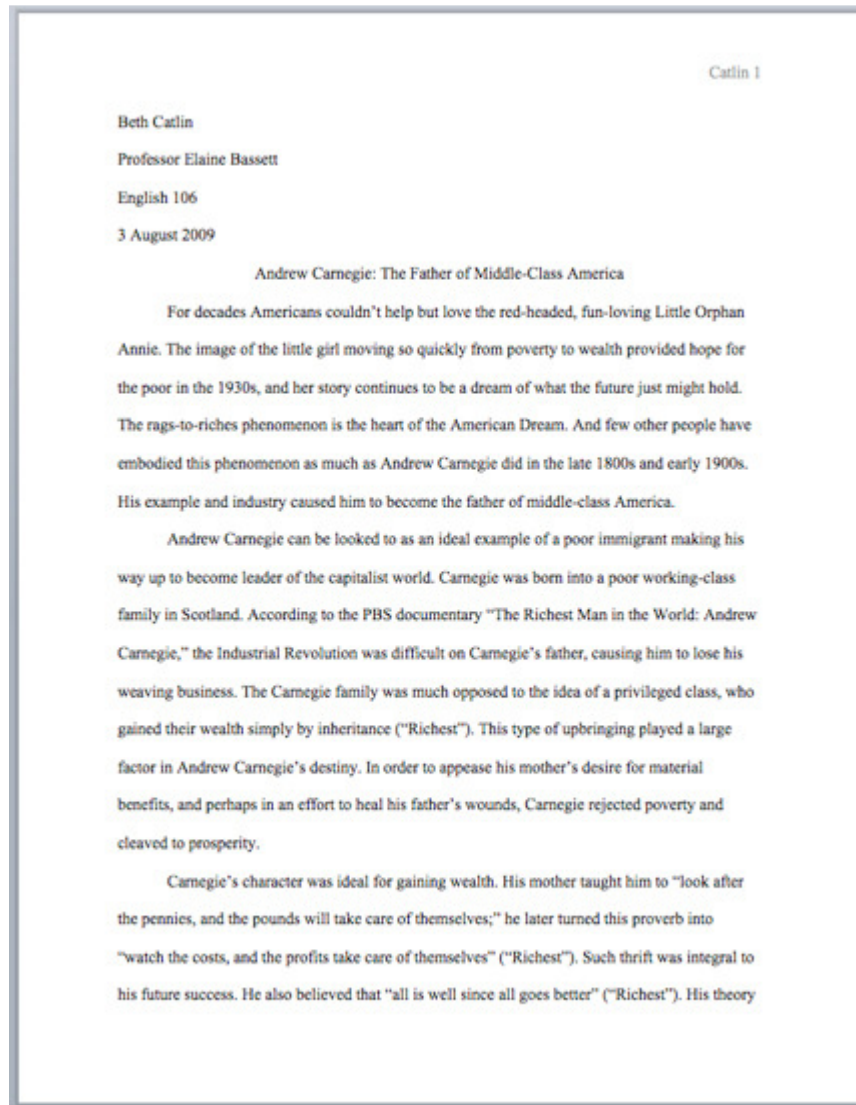 Catlin 1
Beth Catlin
Professor Elaine Bassett
English 106
3 August 2009
Andrew Carnegie: The Father of Middle-Class America
For decades Americans couldn’t help but love the red-headed, fun-loving Little Orphan
Annie. The image of the little girl moving so quickly from poverty to wealth provided hope for
the poor in the 1930s, and her story continues to be a dream of what the future just might hold.
The rags-to-riches phenomenon is the heart of the American Dream. And few other people have
embodied this phenomenon as much as Andrew Carnegie did in the late 1800s and early 1900s.
His example and industry caused him to become the father of middle-class America.
Andrew Carnegie can be looked to as an ideal example of a poor immigrant making his
way up to become leader of the capitalist world. Carnegie was born into a poor working-class
family in Scotland. According to the PBS documentary “The Richest Man in the World: Andrew
Carnegie,” the Industrial Revolution was difficult on Carnegie’s father, causing him to lose his
weaving business. The Carnegie family was much opposed to the idea of a privileged class, who
gained their wealth simply by inheritance (“Richest”). This type of upbringing played a large
factor in Andrew Carnegie’s destiny. In order to appease his mother’s desire for material
benefits, and perhaps in an effort to heal his father’s wounds, Carnegie rejected poverty and
cleaved to prosperity.
Carnegie’s character was ideal for gaining wealth. His mother taught him to “look after
the pennies, and the pounds will take care of themselves;” he later turned this proverb into
“watch the costs, and the profits take care of themselves” (“Richest”). Such thrift was integral to
his future success. He also believed that “all is well since all goes better” (“Richest”). His theory